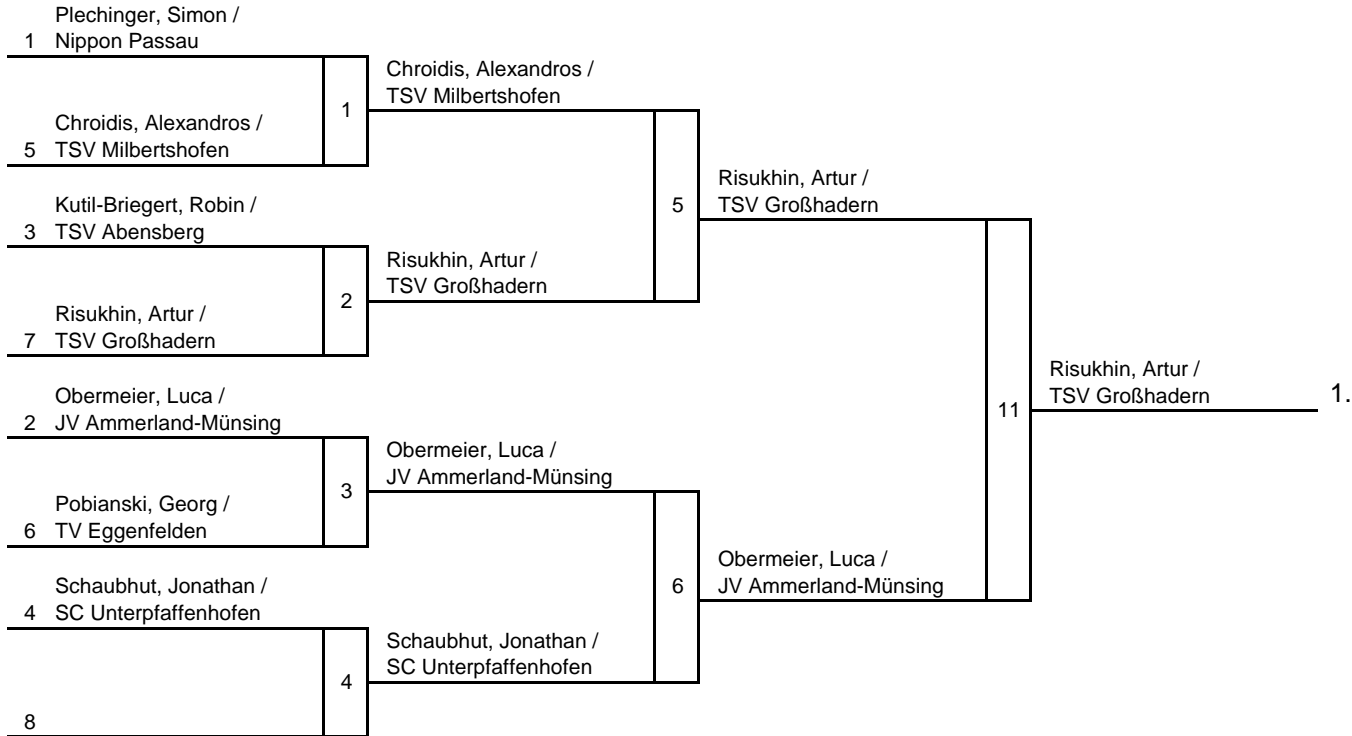 Plechinger, Simon /
1 Nippon Passau
Chroidis, Alexandros /
TSV Milbertshofen
1
Chroidis, Alexandros /
5 TSV Milbertshofen
Risukhin, Artur /
TSV Großhadern
5
Kutil-Briegert, Robin /
3 TSV Abensberg
Risukhin, Artur /
TSV Großhadern
2
Risukhin, Artur /
7 TSV Großhadern
Risukhin, Artur /
TSV Großhadern
1.
11
Obermeier, Luca /
2 JV Ammerland-Münsing
Obermeier, Luca /
JV Ammerland-Münsing
3
Pobianski, Georg /
6 TV Eggenfelden
Obermeier, Luca /
JV Ammerland-Münsing
6
Schaubhut, Jonathan /
4 SC Unterpfaffenhofen
Schaubhut, Jonathan /
SC Unterpfaffenhofen
4
8